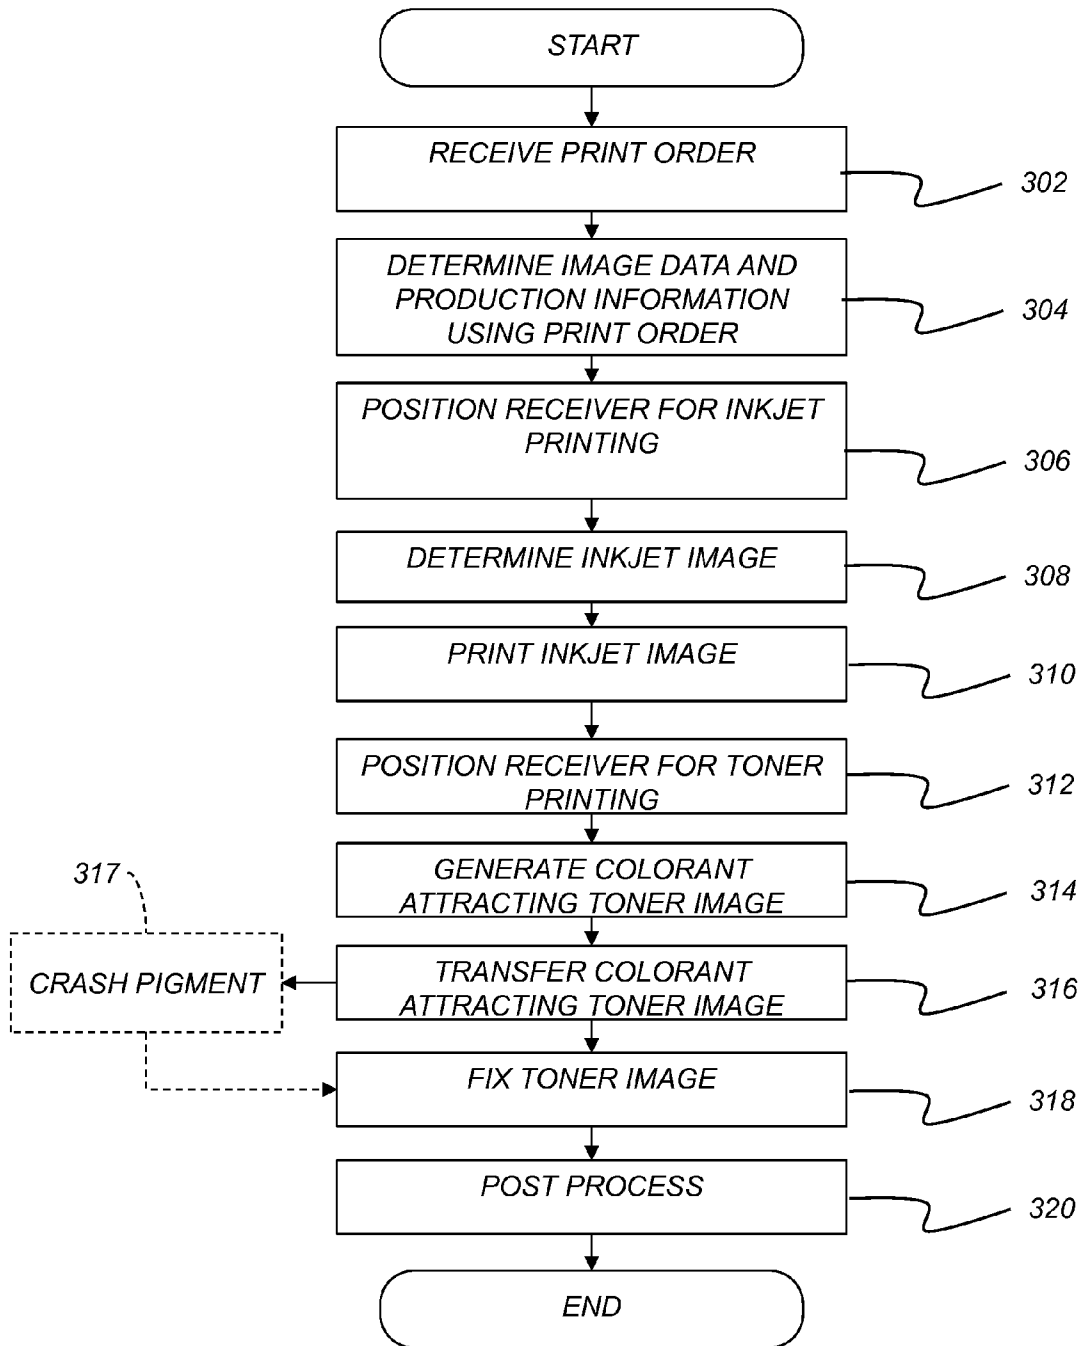 START
RECEIVE PRINT ORDER
302
DETERMINE IMAGE DATA AND
PRODUCTION INFORMATION
USING PRINT ORDER
304
POSITION RECEIVER FOR INKJET
PRINTING
306
DETERMINE INKJET IMAGE
308
PRINT INKJET IMAGE
310
POSITION RECEIVER FOR TONER
PRINTING
312
GENERATE COLORANT
ATTRACTING TONER IMAGE
314
317
CRASH PIGMENT
TRANSFER COLORANT
ATTRACTING TONER IMAGE
316
FIX TONER IMAGE
318
POST PROCESS
320
END